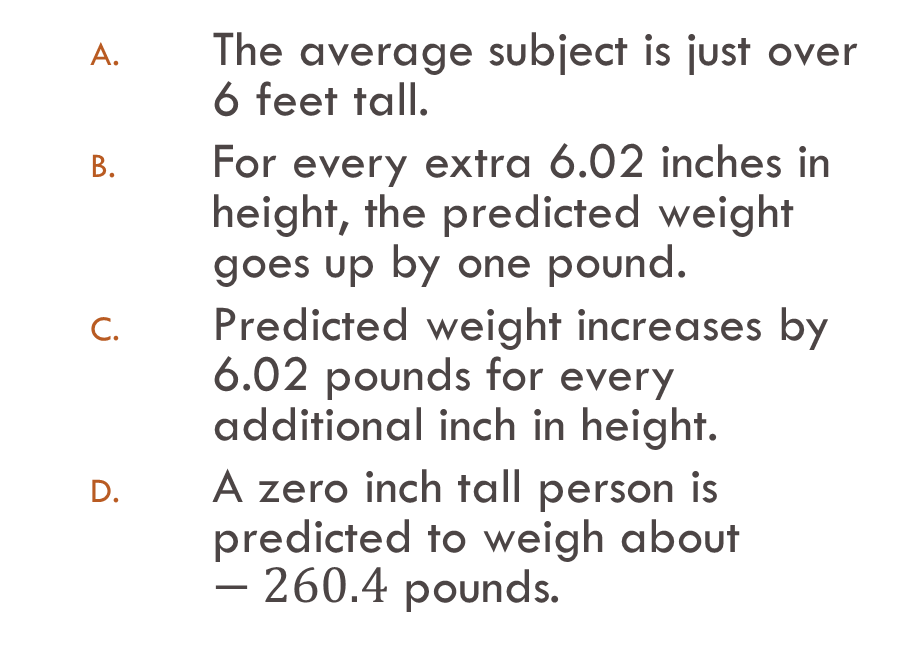 A. The average subject is just over
6 feet tall.
B. For every extra 6.02 inches in
height, the predicted weight
goes up by one pound.
C. Predicted weight increases by
6.02 pounds for every
additional inch in height.
D. A zero inch tall person is
predicted to weigh about
− 260.4 pounds.